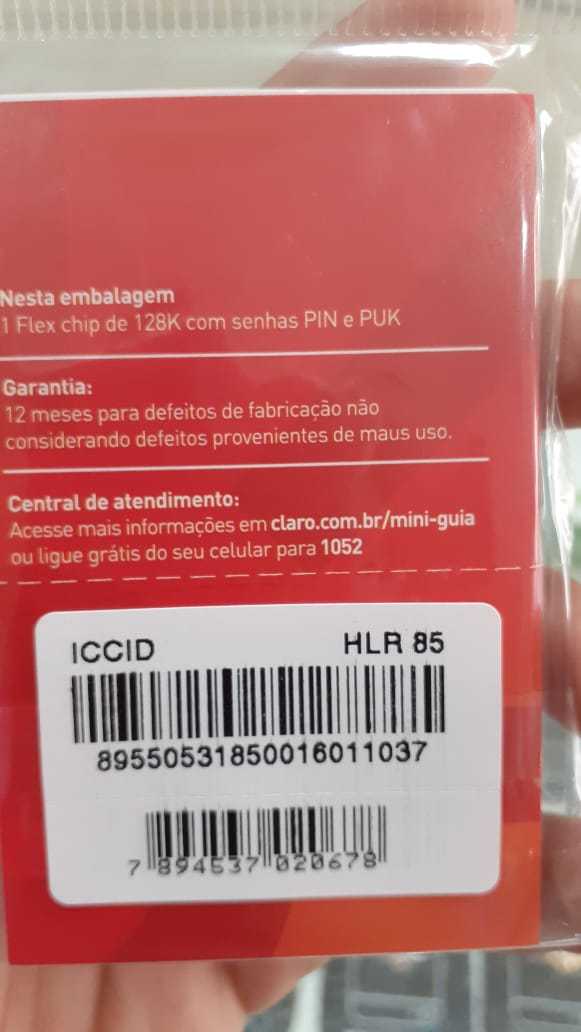 Nesta embalagem
1 Flex chip de 128K com senhas PIN e PUK
Garantia:
12 meses para defeitos de fabricação não
considerando defeitos provenientes de maus uso.
Central de atendimento:
Acesse mais informações em claro.com.br/mini-guia
ou ligue grátis do seu celular para 1052
ICCID HLR 85
89550531850016011037
7 894537 020678